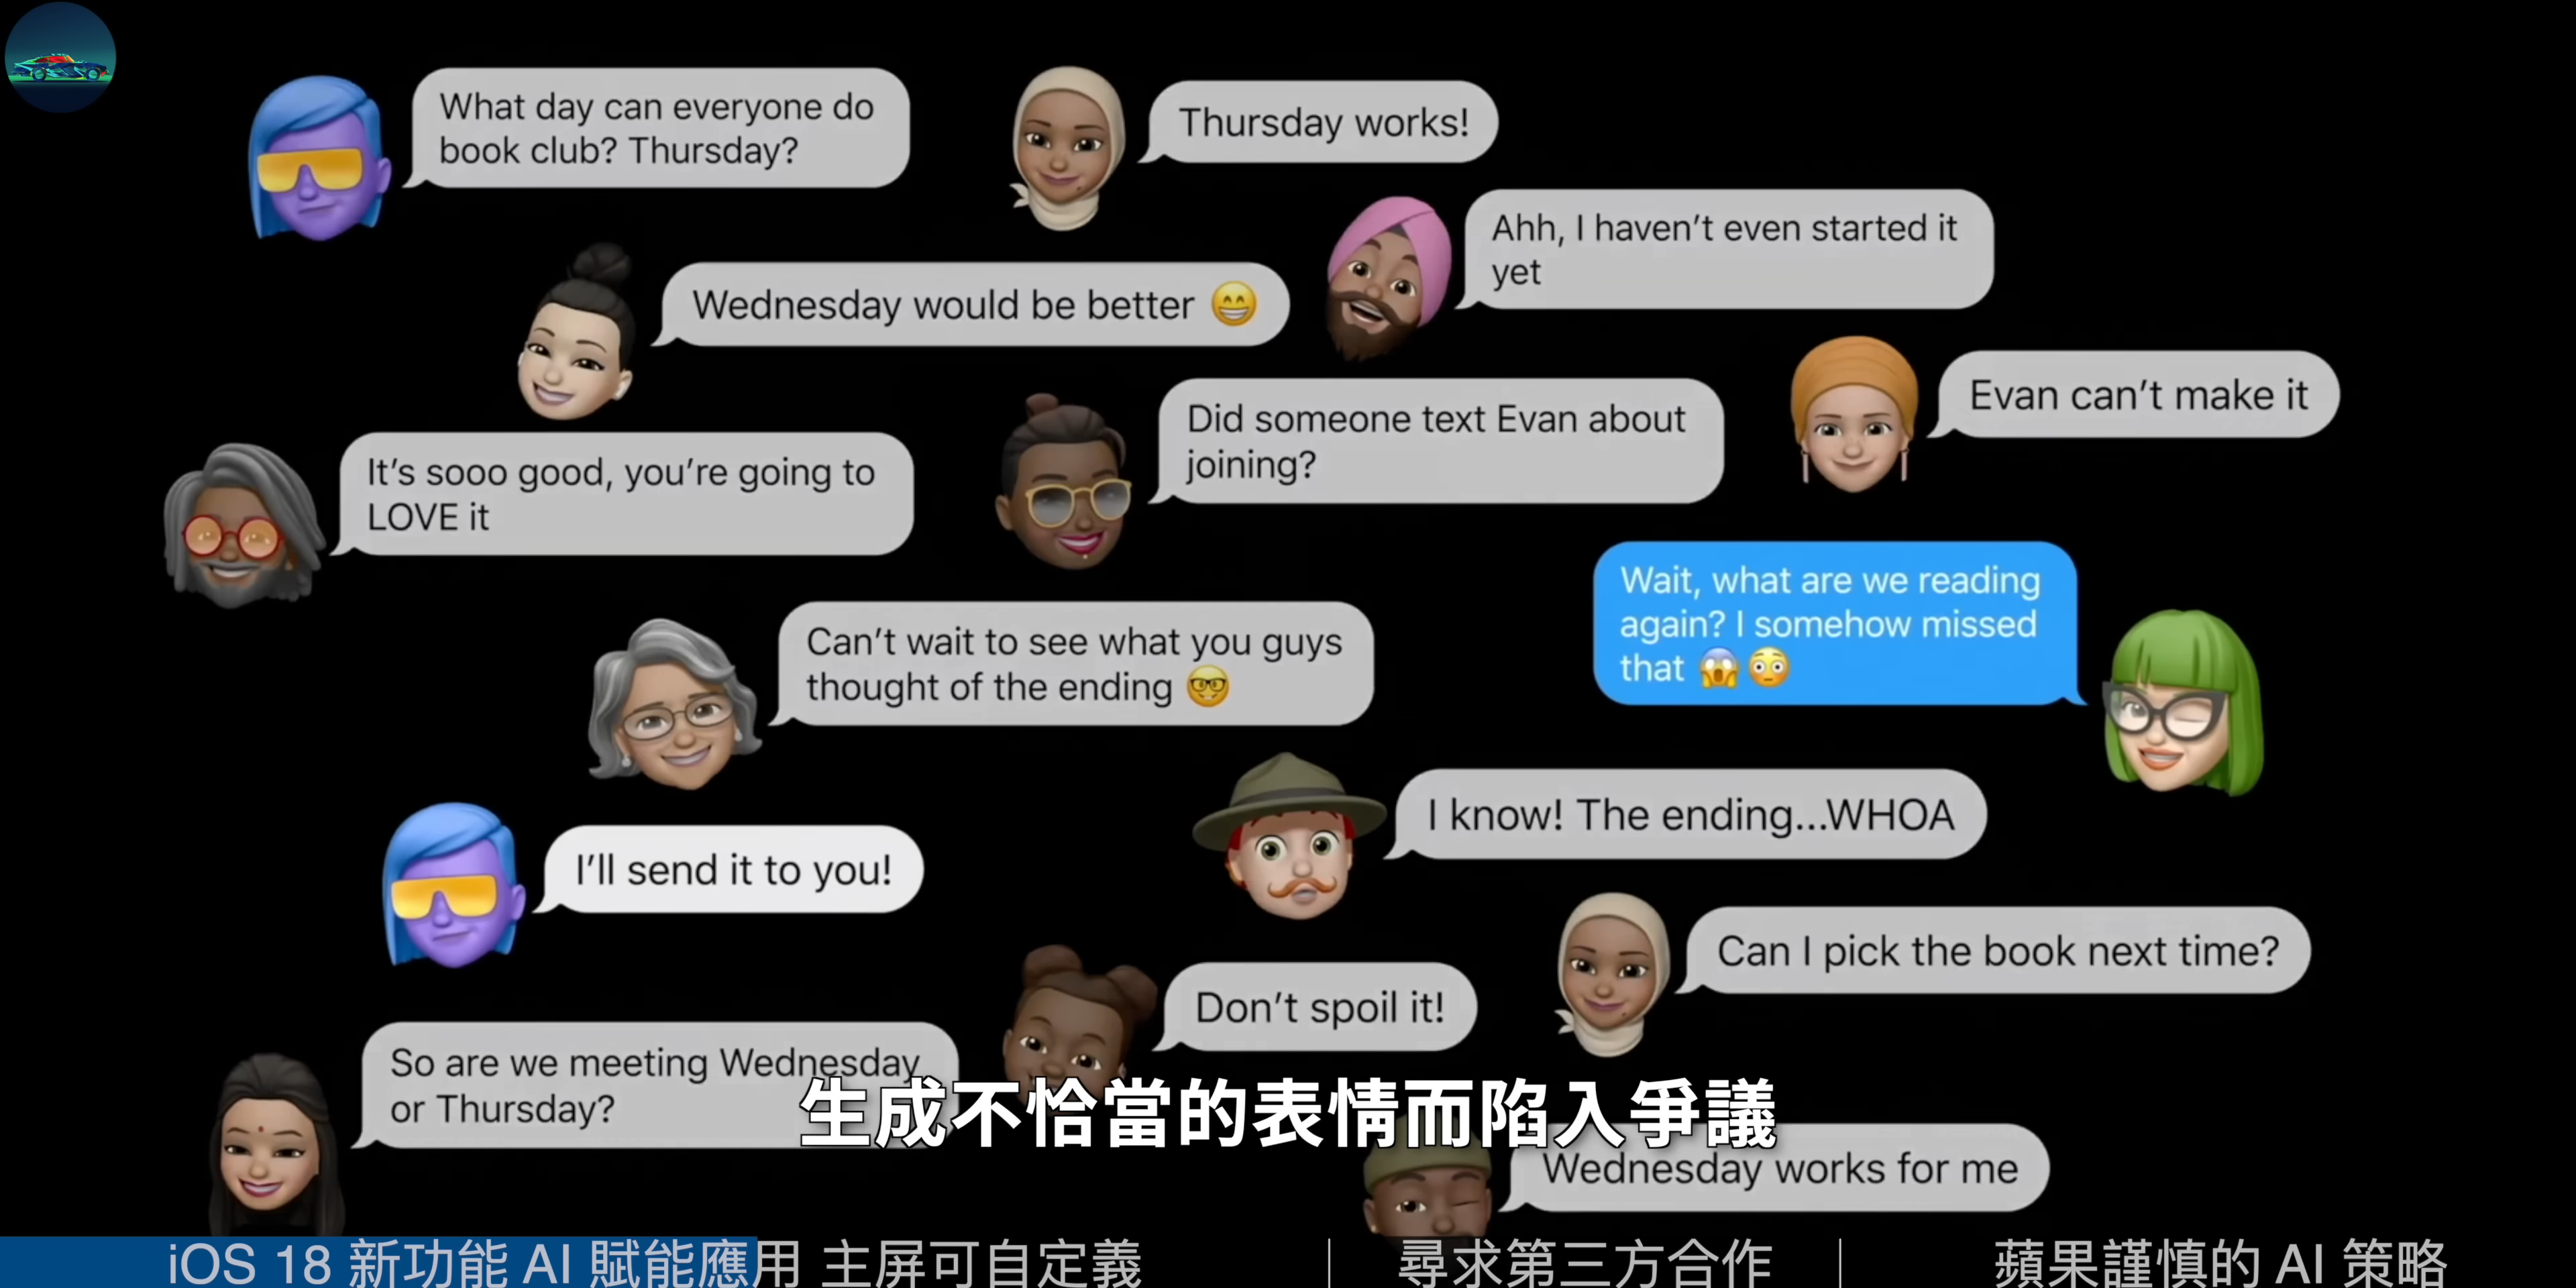 What day can everyone do
book club? Thursday?
Thursday works!
Ahh, I haven’t even started it
yet
Wednesday would be better 😁
Evan can’t make it
Did someone text Evan about
joining?
It’s sooo good, you’re going to
LOVE it
Wait, what are we reading
again? I somehow missed
that 😱😳
Can’t wait to see what you guys
thought of the ending 🤓
I know! The ending...WHOA
I’ll send it to you!
Can I pick the book next time?
Don’t spoil it!
So are we meeting Wednesday
or Thursday?
生成不恰當的表情而陷入爭議
Wednesday works for me
iOS 18 新功能 AI 賦能應用 主屏可自定義
尋求第三方合作
蘋果謹慎的 AI 策略